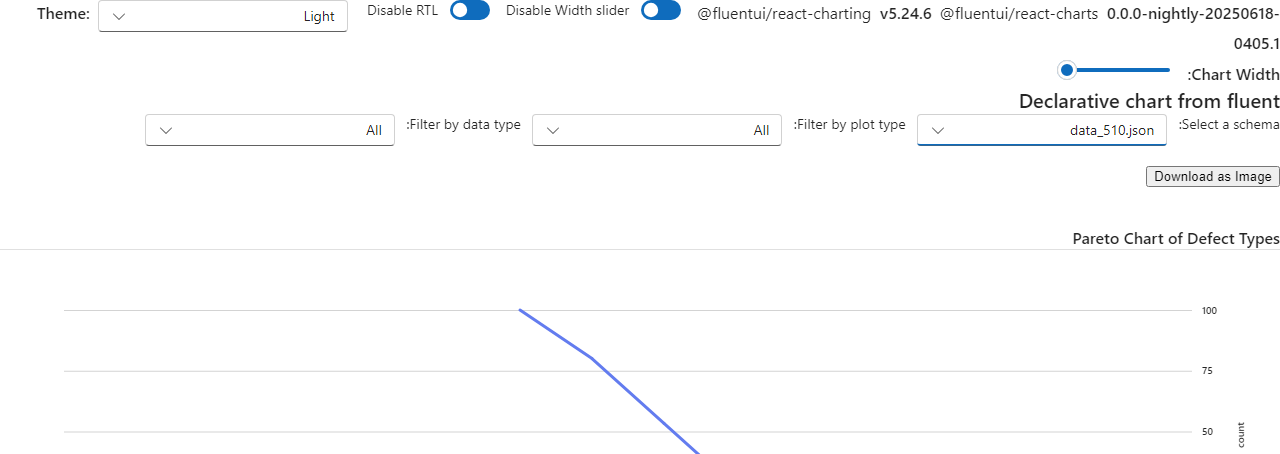 Theme: Light Disable RTL Disable Width slider @fluentui/react-charting v5.24.6 @fluentui/react-charts 0.0.0-nightly-20250618-
0405.1
:Chart Width
Declarative chart from fluent
:Select a schema data_510.json :Filter by plot type All :Filter by data type All
Download as Image
Pareto Chart of Defect Types
100
75
50
count